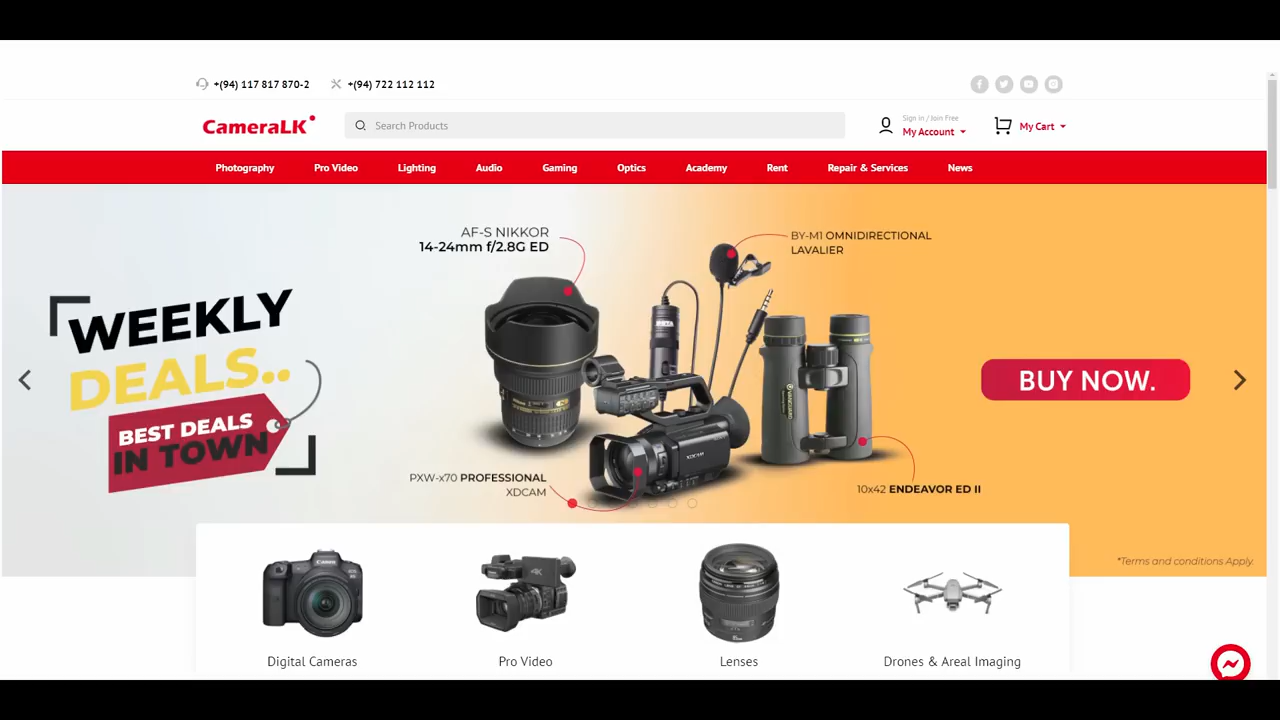 +(94) 117 817 870-2
+(94) 722 112 112
CameraLK
Search Products
Sign in / Join Free
My Account
My Cart
Photography
Pro Video
Lighting
Audio
Gaming
Optics
Academy
Rent
Repair & Services
News
AF-S NIKKOR
14-24mm f/2.8G ED
BY-M1 OMNIDIRECTIONAL
LAVALIER
WEEKLY
DEALS..
BEST DEALS
IN TOWN
BUY NOW.
PXW-x70 PROFESSIONAL
XDCAM
10x42 ENDEAVOR ED II
*Terms and conditions Apply.
Canon
4K
Digital Cameras
Pro Video
Lenses
Drones & Areal Imaging